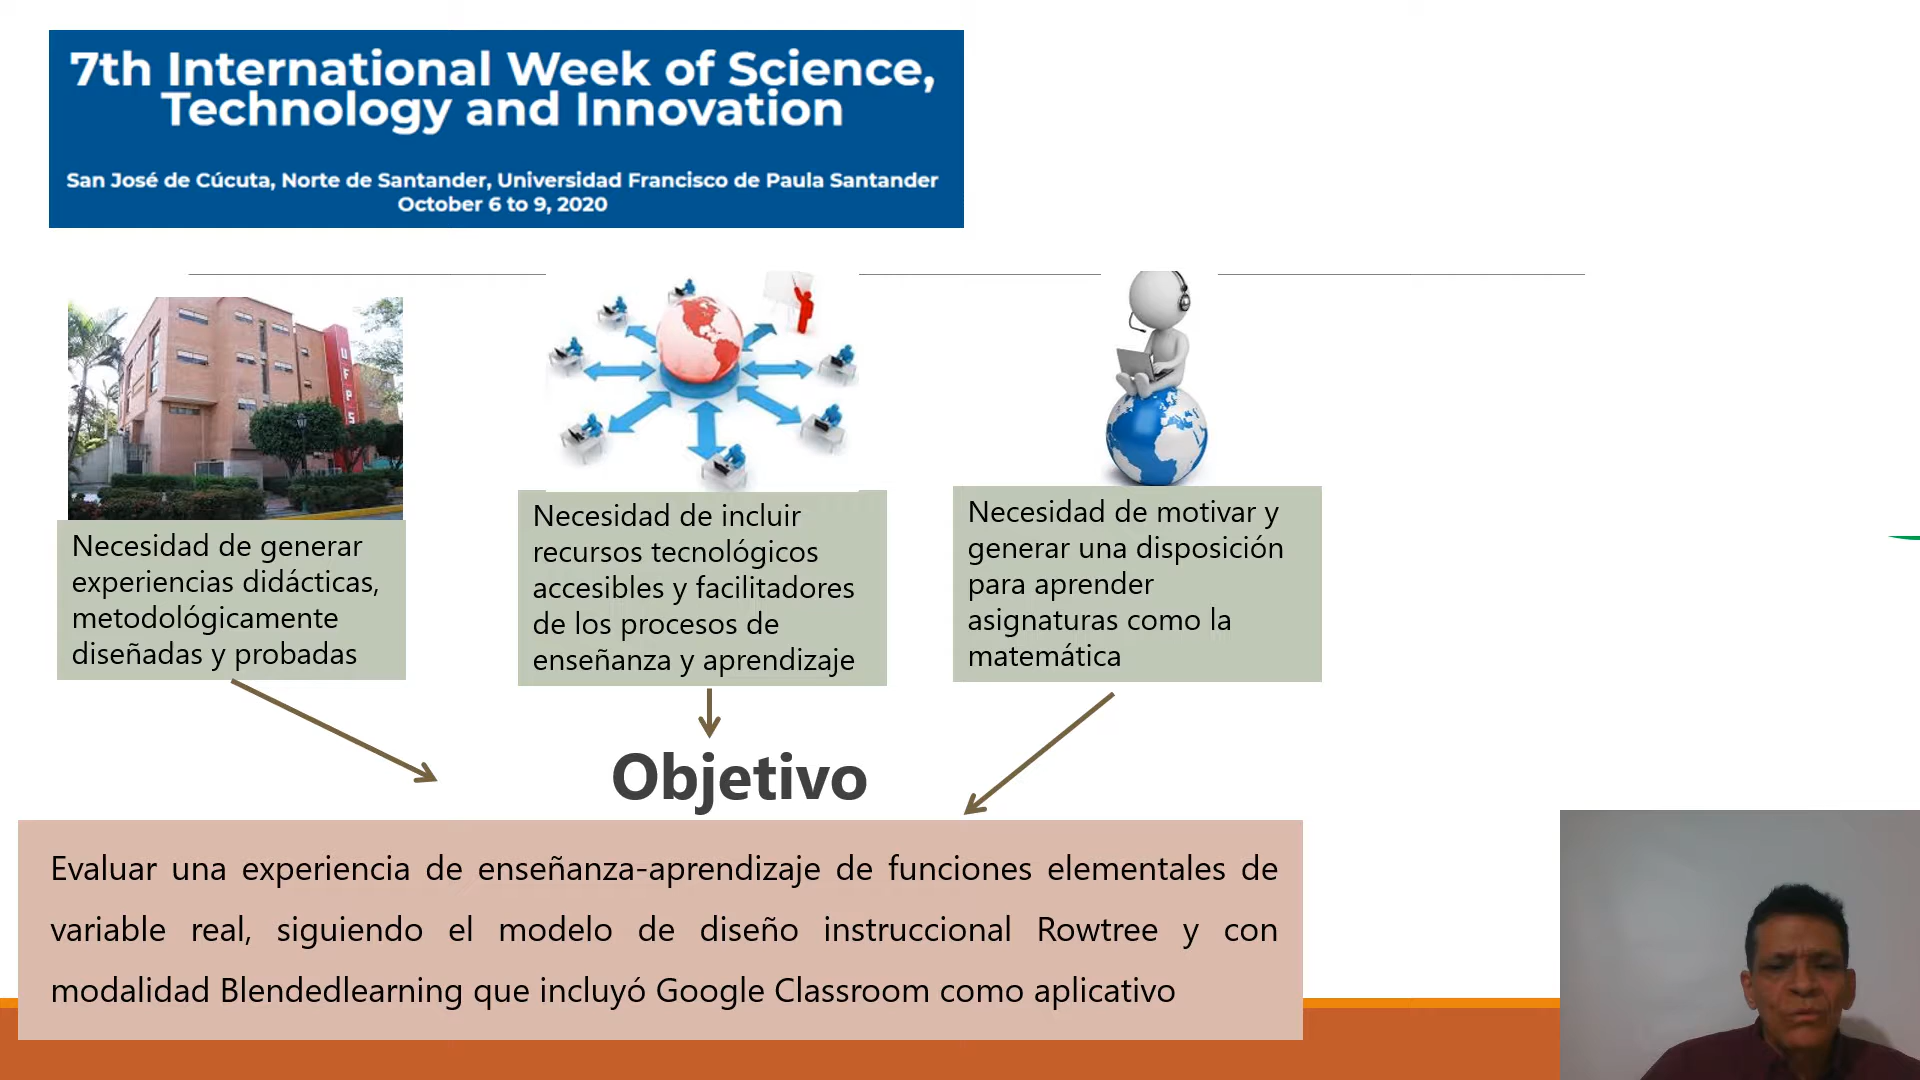 7th International Week of Science,
Technology and Innovation
San José de Cúcuta, Norte de Santander, Universidad Francisco de Paula Santander
October 6 to 9, 2020
UFPS
Necesidad de generar
experiencias didácticas,
metodológicamente
diseñadas y probadas
Necesidad de incluir
recursos tecnológicos
accesibles y facilitadores
de los procesos de
enseñanza y aprendizaje
Necesidad de motivar y
generar una disposición
para aprender
asignaturas como la
matemática
Objetivo
Evaluar una experiencia de enseñanza-aprendizaje de funciones elementales de
variable real, siguiendo el modelo de diseño instruccional Rowtree y con
modalidad Blendedlearning que incluyó Google Classroom como aplicativo